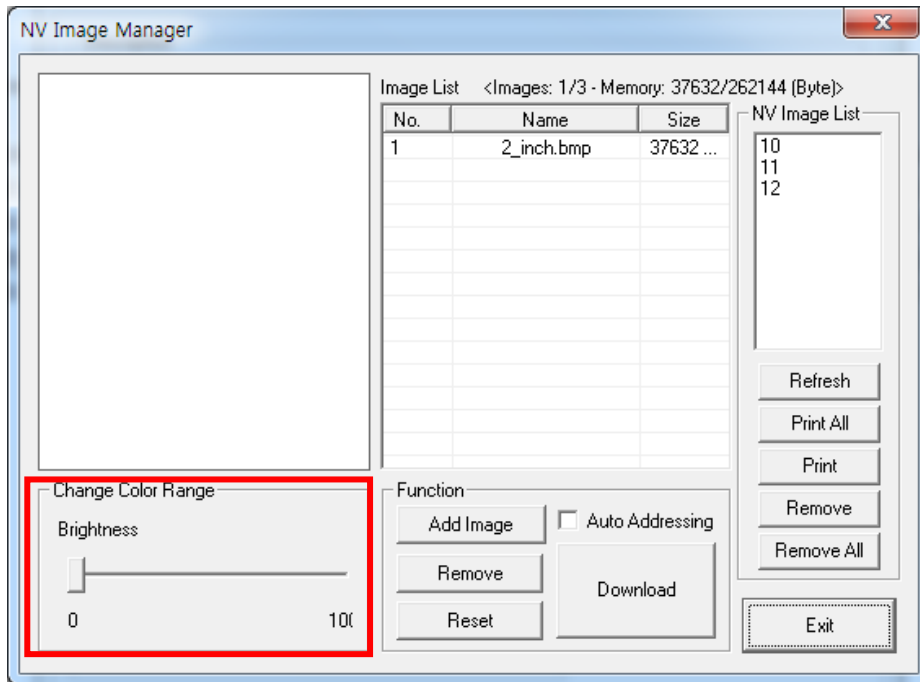 NV Image Manager
Image List <Images: 1/3 - Memory: 37632/262144 (Byte)>
No. Name Size
1 2_inch.bmp 37632 ...
NV Image List
10
11
12
Refresh
Print All
Print
Remove
Remove All
Exit
Change Color Range
Brightness
0 10(
Function
Add Image Auto Addressing
Remove
Download
Reset